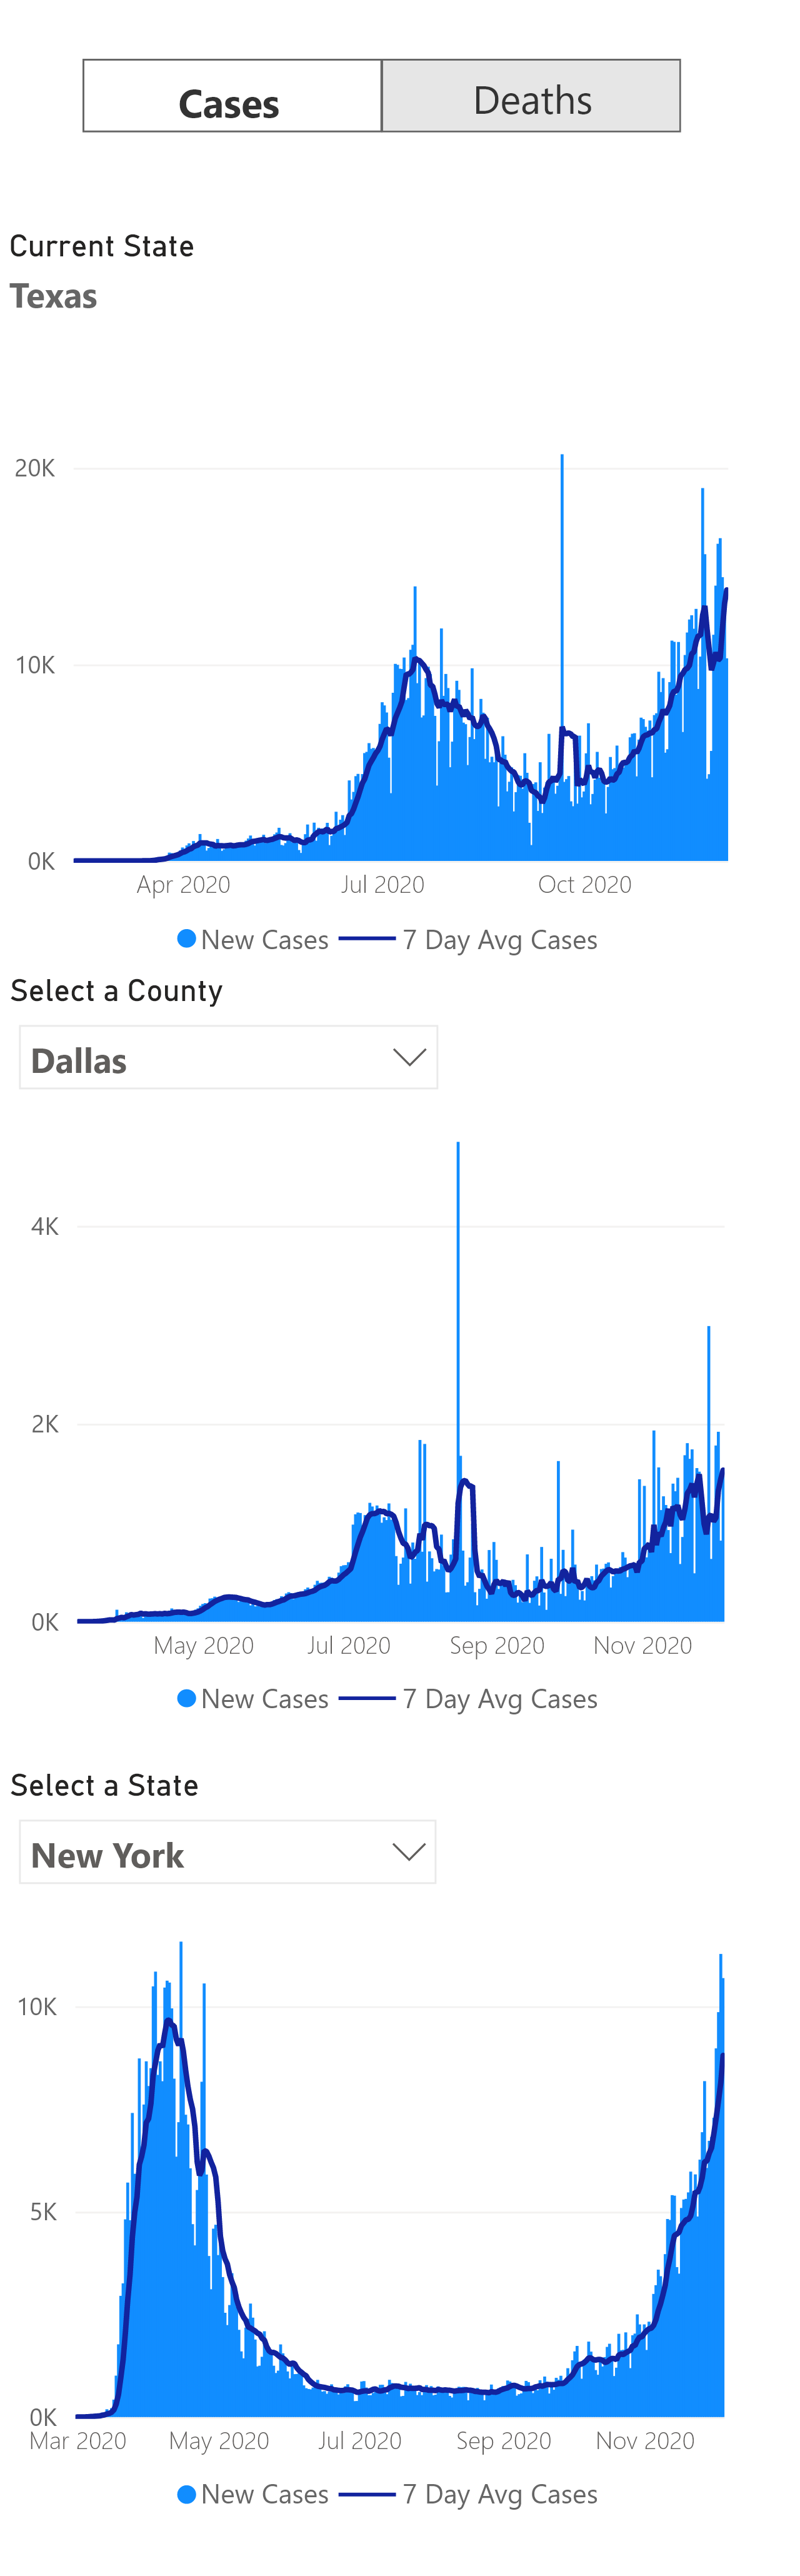 Cases Deaths
Current State
Texas
20K
10K
0K
Apr 2020 Jul 2020 Oct 2020
New Cases 7 Day Avg Cases
Select a County
Dallas
4K
2K
0K
May 2020 Jul 2020 Sep 2020 Nov 2020
New Cases 7 Day Avg Cases
Select a State
New York
10K
5K
0K
Mar 2020 May 2020 Jul 2020 Sep 2020 Nov 2020
New Cases 7 Day Avg Cases